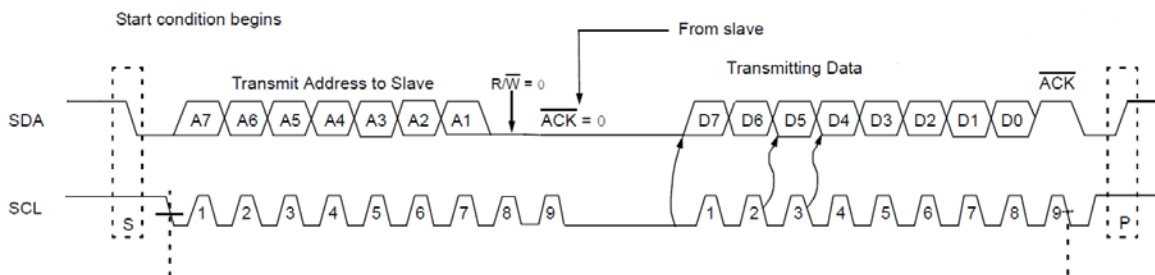 Start condition begins
From slave
Transmit Address to Slave
R/W̅ = 0
Transmitting Data
A̅C̅K̅
SDA
A7 A6 A5 A4 A3 A2 A1
A̅C̅K̅ = 0
D7 D6 D5 D4 D3 D2 D1 D0
SCL
1 2 3 4 5 6 7 8 9
1 2 3 4 5 6 7 8 9
S
P